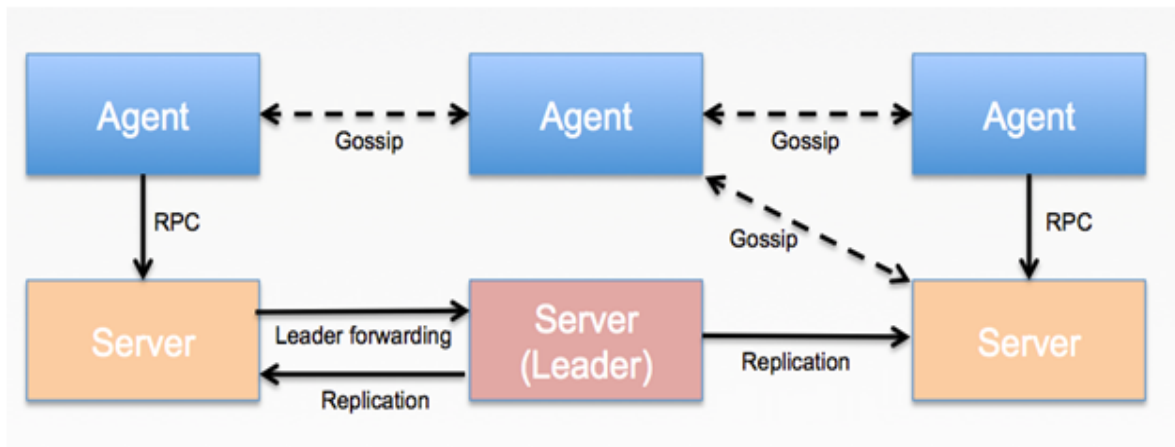 Agent
Agent
Agent
Gossip
Gossip
RPC
RPC
Gossip
Server
Leader forwarding
Replication
Server
(Leader)
Replication
Server